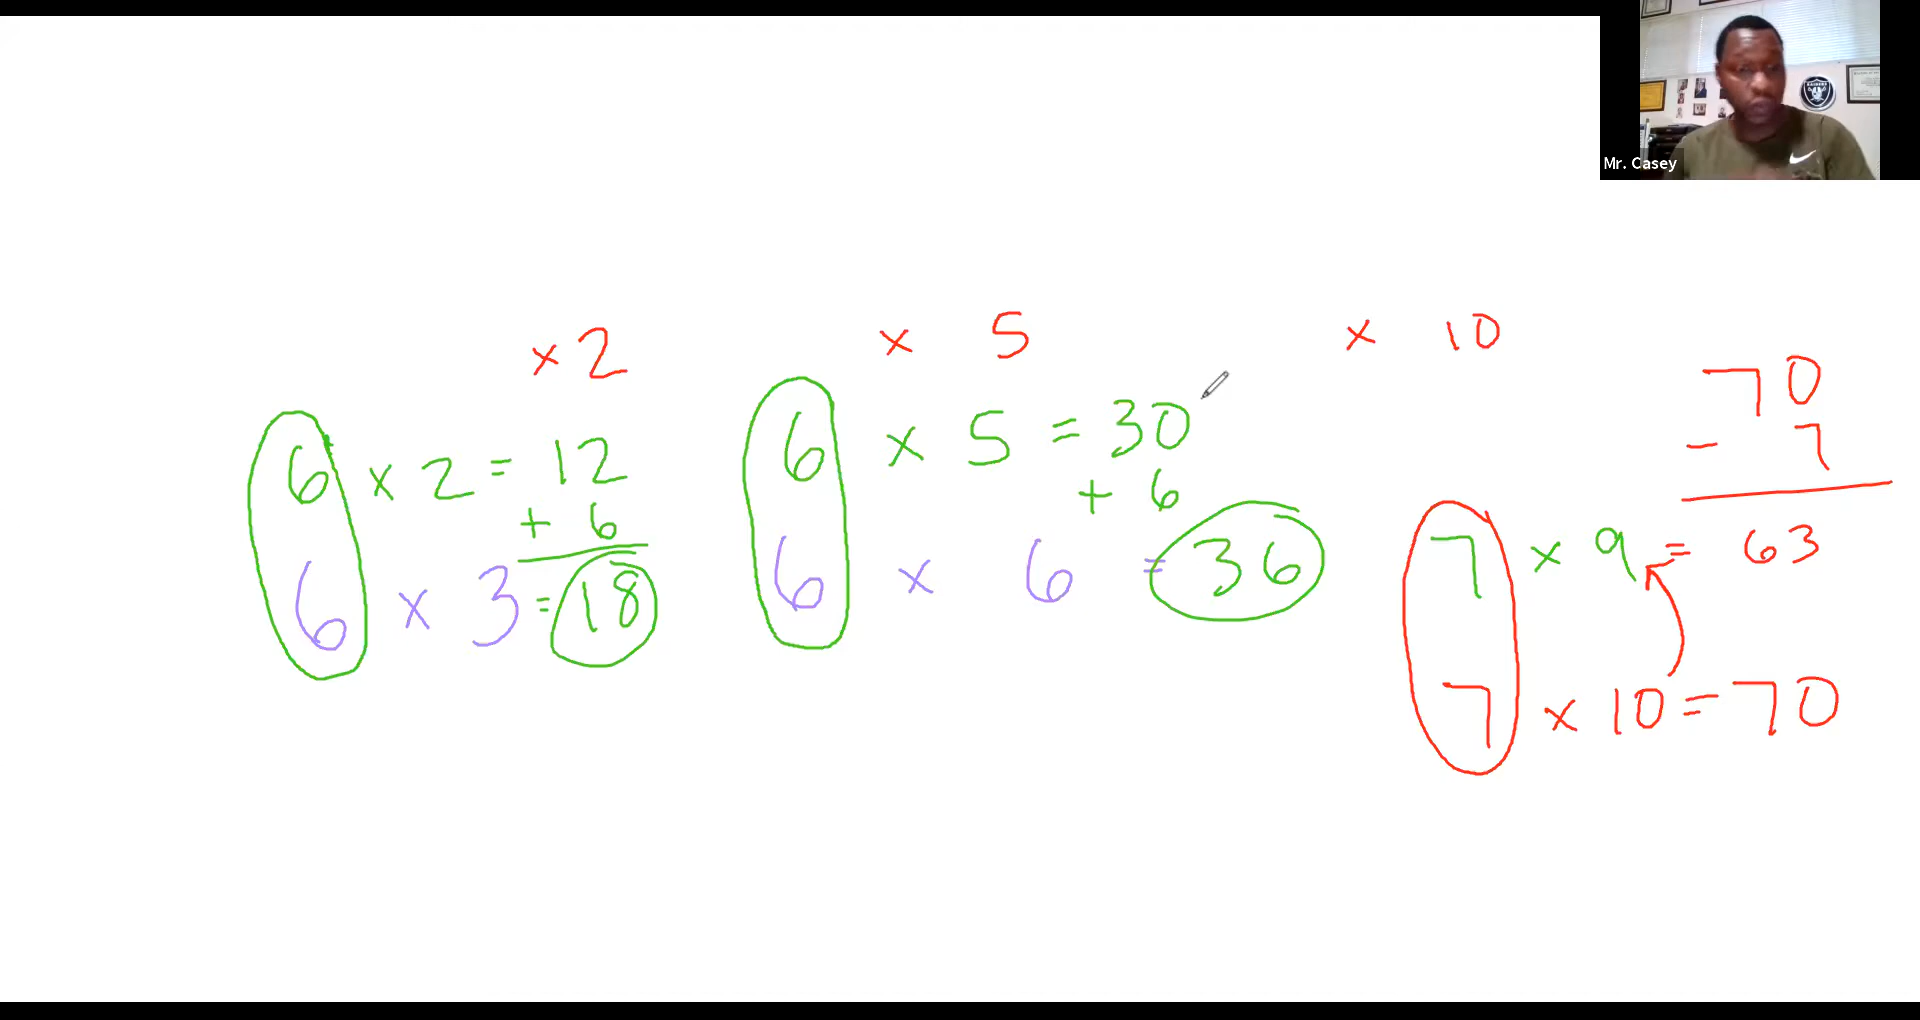 Mr. Casey
RAIDERS
× 2
× 5
× 10
6 × 2 = 12
+ 6
6 × 3 = 18
6 × 5 = 30
+ 6
6 × 6 = 36
70
- 7
7 × 9 = 63
7 × 10 = 70